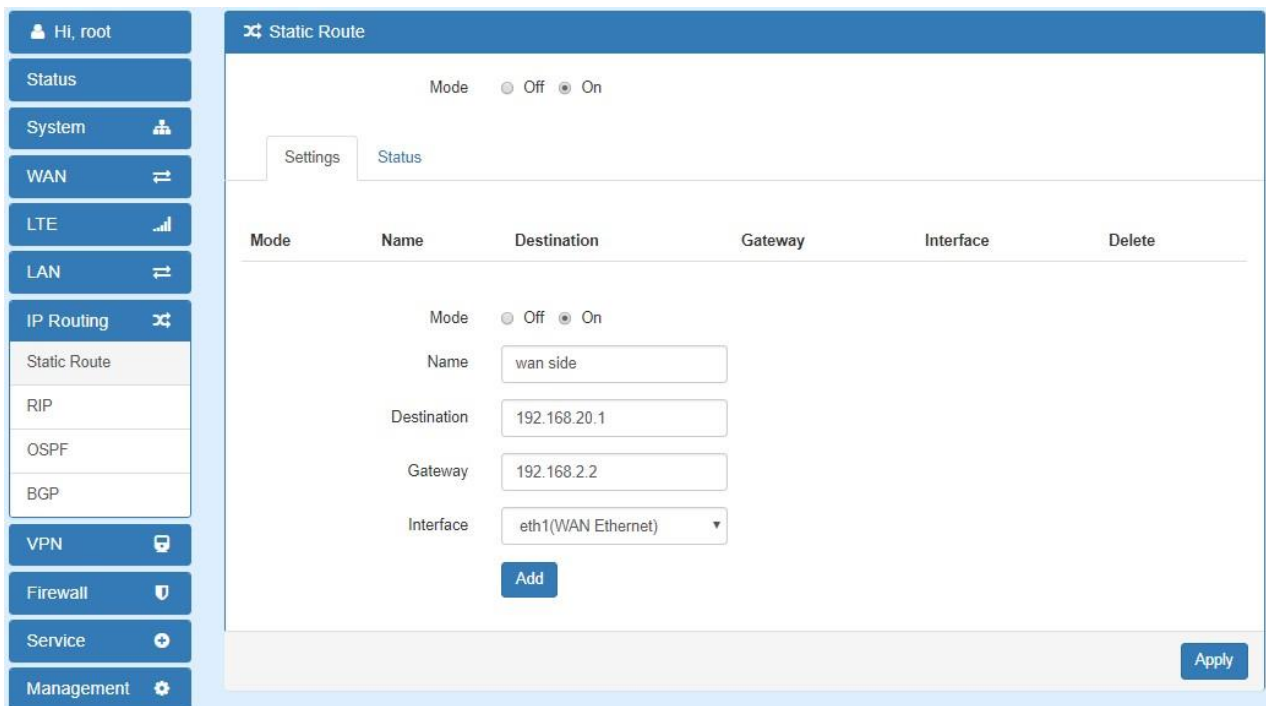 Hi, root
Status
System
WAN
LTE
LAN
IP Routing
Static Route
RIP
OSPF
BGP
VPN
Firewall
Service
Management
Static Route
Mode Off On
Settings Status
Mode Name Destination Gateway Interface Delete
Mode Off On
Name wan side
Destination 192.168.20.1
Gateway 192.168.2.2
Interface eth1(WAN Ethernet)
Add
Apply